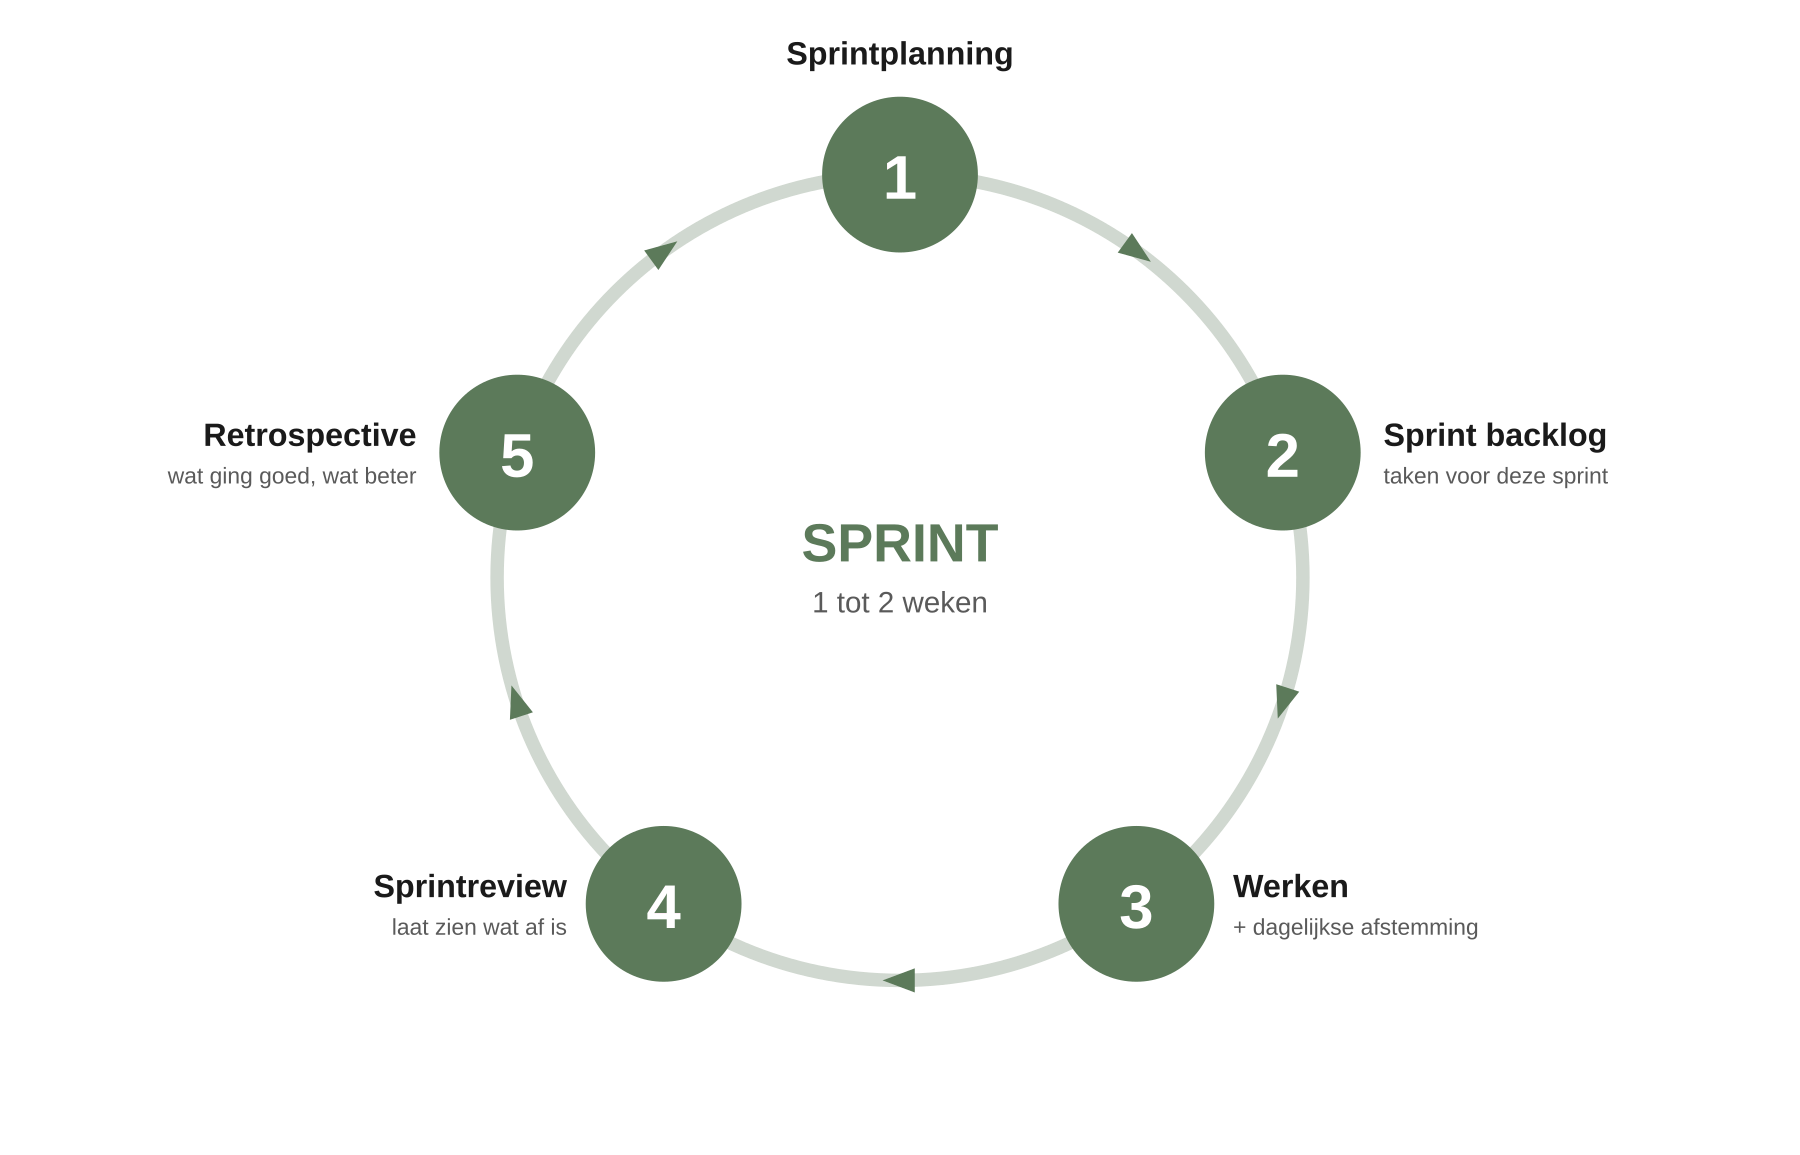 Sprintplanning
1
2
Sprint backlog
taken voor deze sprint
3
Werken
+ dagelijkse afstemming
4
Sprintreview
laat zien wat af is
5
Retrospective
wat ging goed, wat beter
SPRINT
1 tot 2 weken